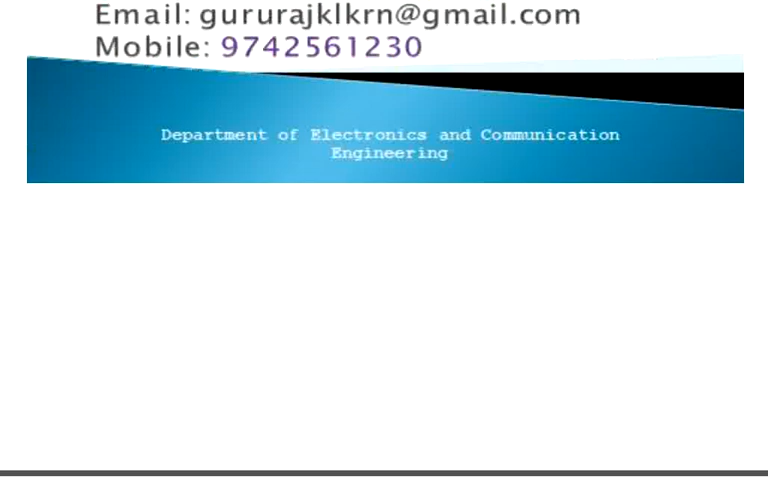 Email: gururajklkrn@gmail.com
Mobile: 9742561230
Department of Electronics and Communication
Engineering